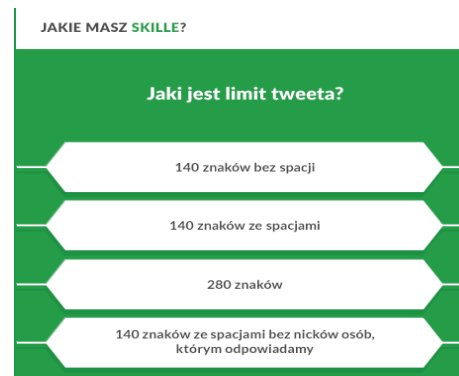 JAKIE MASZ SKILLE?
Jaki jest limit tweeta?
140 znaków bez spacji
140 znaków ze spacjami
280 znaków
140 znaków ze spacjami bez nicków osób,
którym odpowiadamy